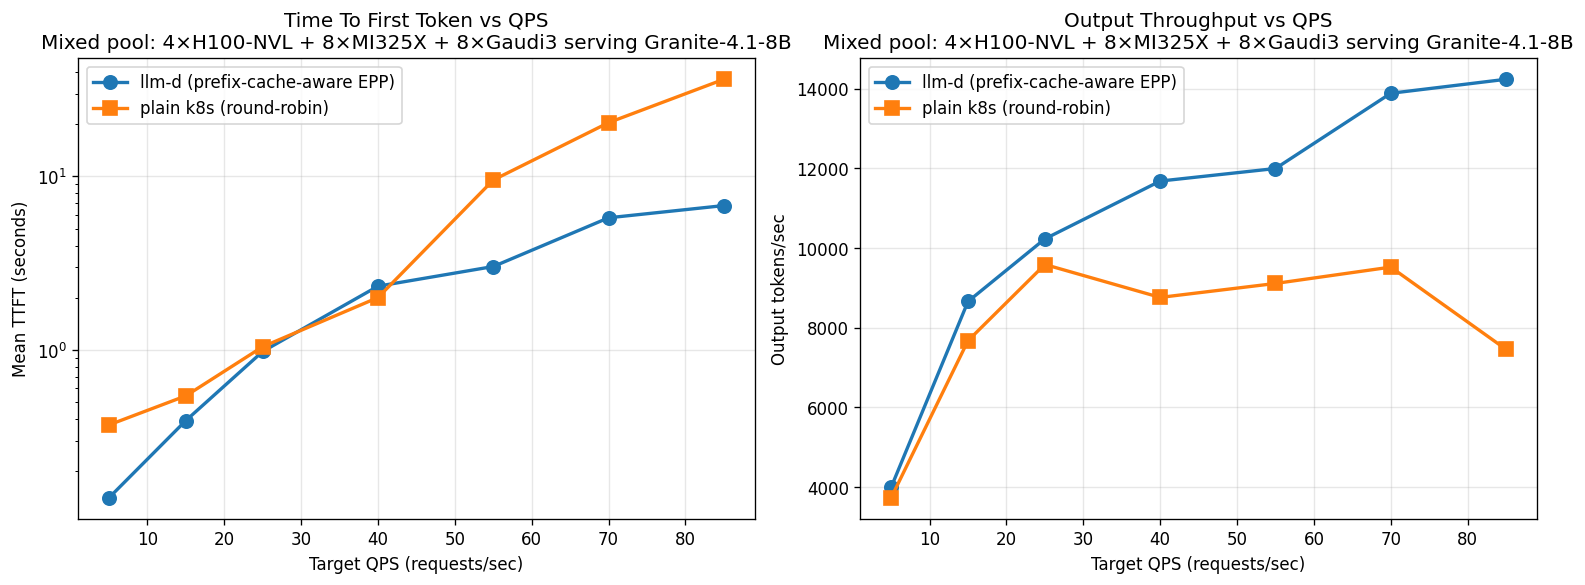 Time To First Token vs QPS
Mixed pool: 4×H100-NVL + 8×MI325X + 8×Gaudi3 serving Granite-4.1-8B
llm-d (prefix-cache-aware EPP)
plain k8s (round-robin)
10¹
10⁰
Mean TTFT (seconds)
10 20 30 40 50 60 70 80
Target QPS (requests/sec)
Output Throughput vs QPS
Mixed pool: 4×H100-NVL + 8×MI325X + 8×Gaudi3 serving Granite-4.1-8B
llm-d (prefix-cache-aware EPP)
plain k8s (round-robin)
14000
12000
10000
8000
6000
4000
Output tokens/sec
10 20 30 40 50 60 70 80
Target QPS (requests/sec)